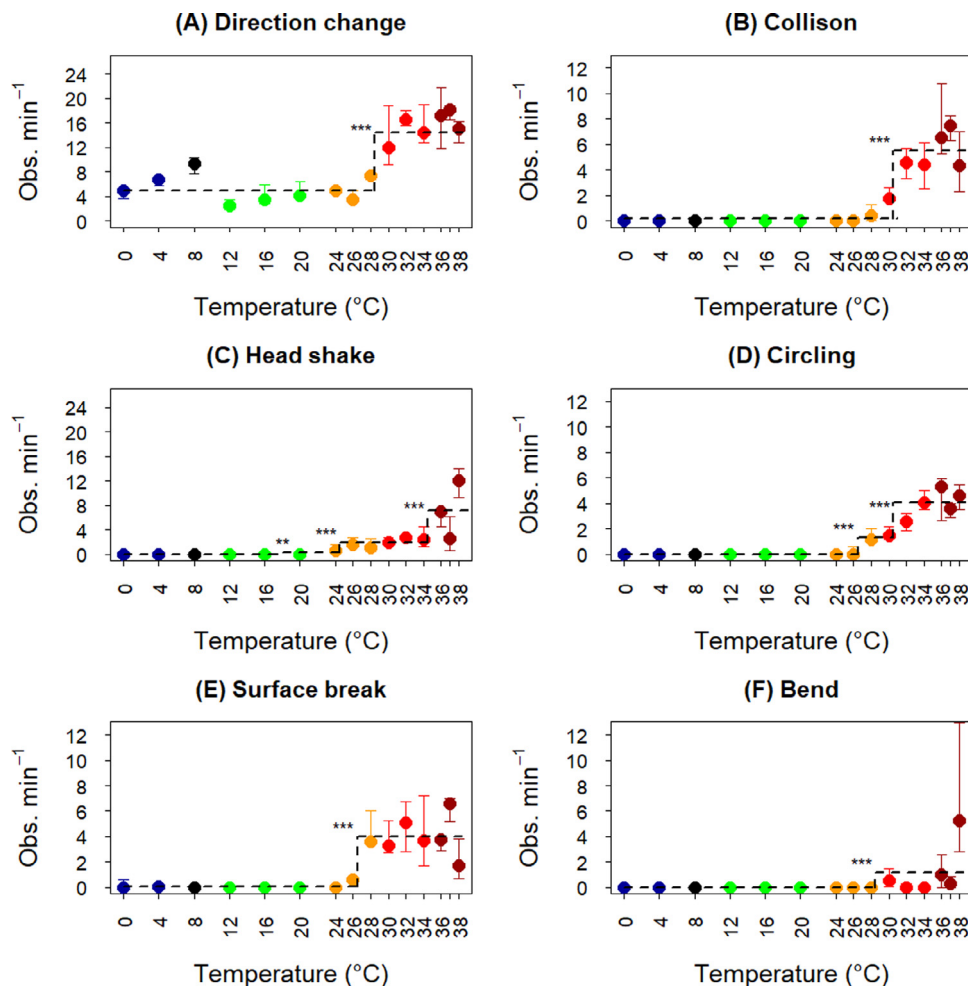 (A) Direction change
Obs. min⁻¹
24
20
16
12
8
4
0
***
0 4 8 12 16 20 24 26 28 30 32 34 36 38
Temperature (°C)
(B) Collison
Obs. min⁻¹
12
10
8
6
4
2
0
***
0 4 8 12 16 20 24 26 28 30 32 34 36 38
Temperature (°C)
(C) Head shake
Obs. min⁻¹
24
20
16
12
8
4
0
** *** ***
0 4 8 12 16 20 24 26 28 30 32 34 36 38
Temperature (°C)
(D) Circling
Obs. min⁻¹
12
10
8
6
4
2
0
*** ***
0 4 8 12 16 20 24 26 28 30 32 34 36 38
Temperature (°C)
(E) Surface break
Obs. min⁻¹
12
10
8
6
4
2
0
***
0 4 8 12 16 20 24 26 28 30 32 34 36 38
Temperature (°C)
(F) Bend
Obs. min⁻¹
12
10
8
6
4
2
0
***
0 4 8 12 16 20 24 26 28 30 32 34 36 38
Temperature (°C)